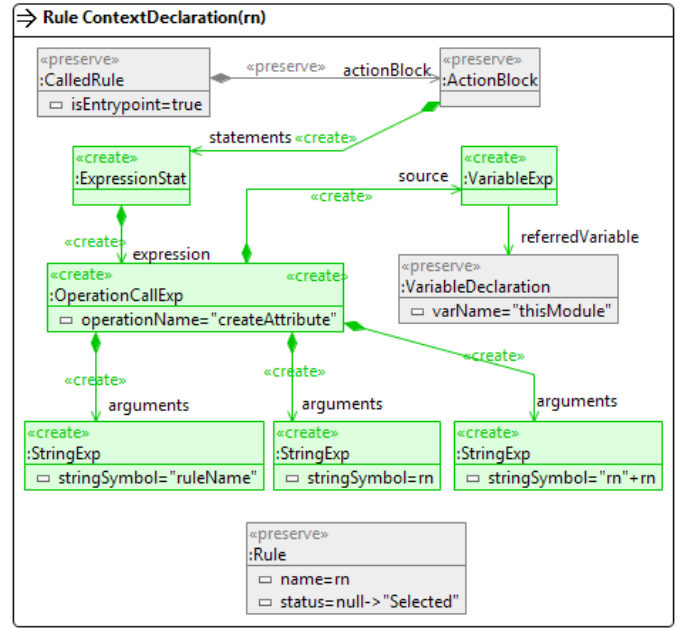 Rule ContextDeclaration(rn)
«preserve»
:CalledRule
isEntrypoint=true
«preserve»
actionBlock
«preserve»
:ActionBlock
statements «create»
«create»
:ExpressionStat
source
«create»
«create»
:VariableExp
«create»
expression
referredVariable
«create»
«create»
:OperationCallExp
operationName="createAttribute"
«preserve»
:VariableDeclaration
varName="thisModule"
«create»
arguments
«create»
arguments
«create»
arguments
«create»
:StringExp
stringSymbol="ruleName"
«create»
:StringExp
stringSymbol=rn
«create»
:StringExp
stringSymbol="rn"+rn
«preserve»
:Rule
name=rn
status=null->"Selected"